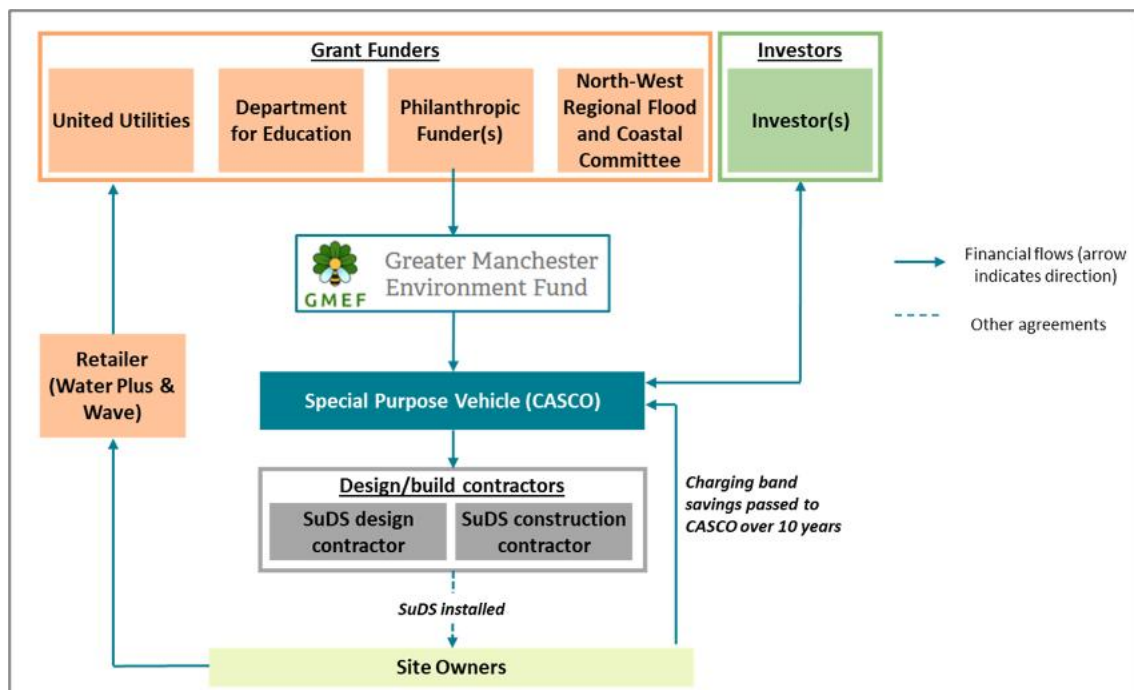 Grant Funders
Investors
United Utilities
Department
for Education
Philanthropic
Funder(s)
North-West
Regional Flood
and Coastal
Committee
Investor(s)
GMEF
Greater Manchester
Environment Fund
Financial flows (arrow
indicates direction)
Other agreements
Retailer
(Water Plus &
Wave)
Special Purpose Vehicle (CASCO)
Design/build contractors
SuDS design
contractor
SuDS construction
contractor
Charging band
savings passed to
CASCO over 10 years
SuDS installed
Site Owners